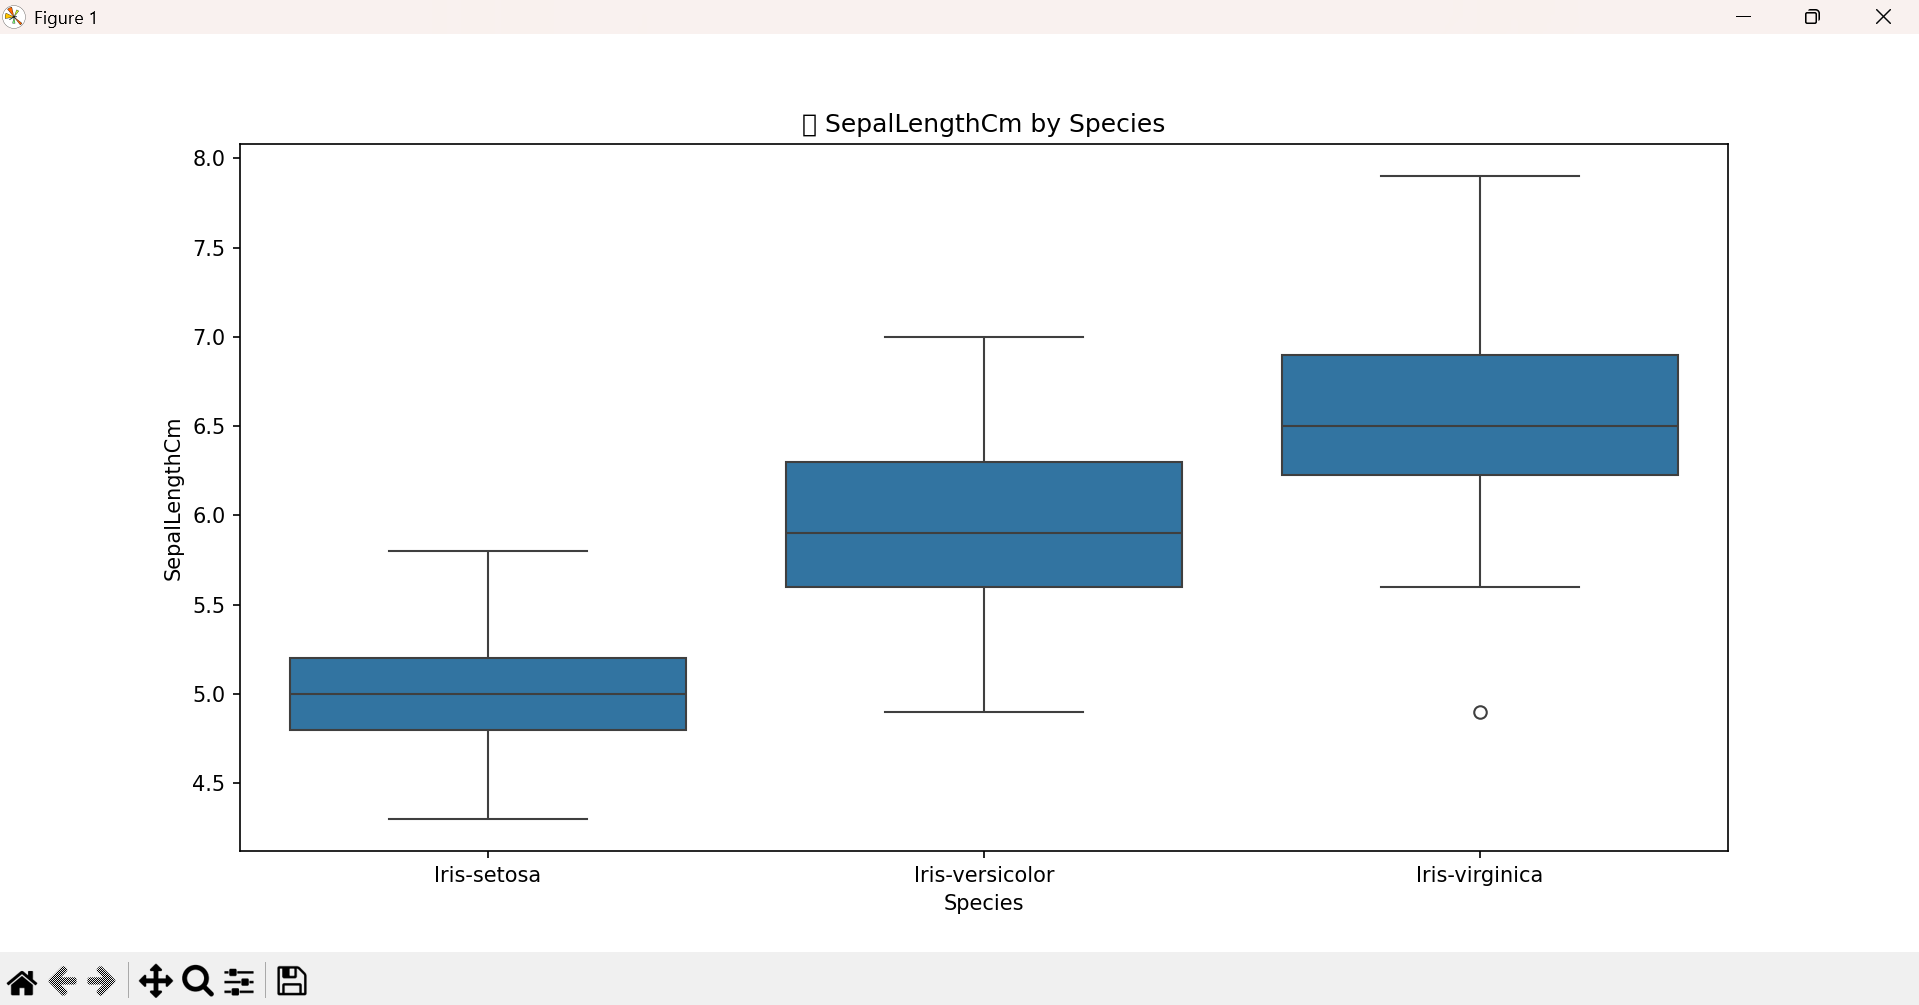 Figure 1
▯ SepalLengthCm by Species
8.0
7.5
7.0
6.5
6.0
5.5
5.0
4.5
SepalLengthCm
Iris-setosa Iris-versicolor Iris-virginica
Species